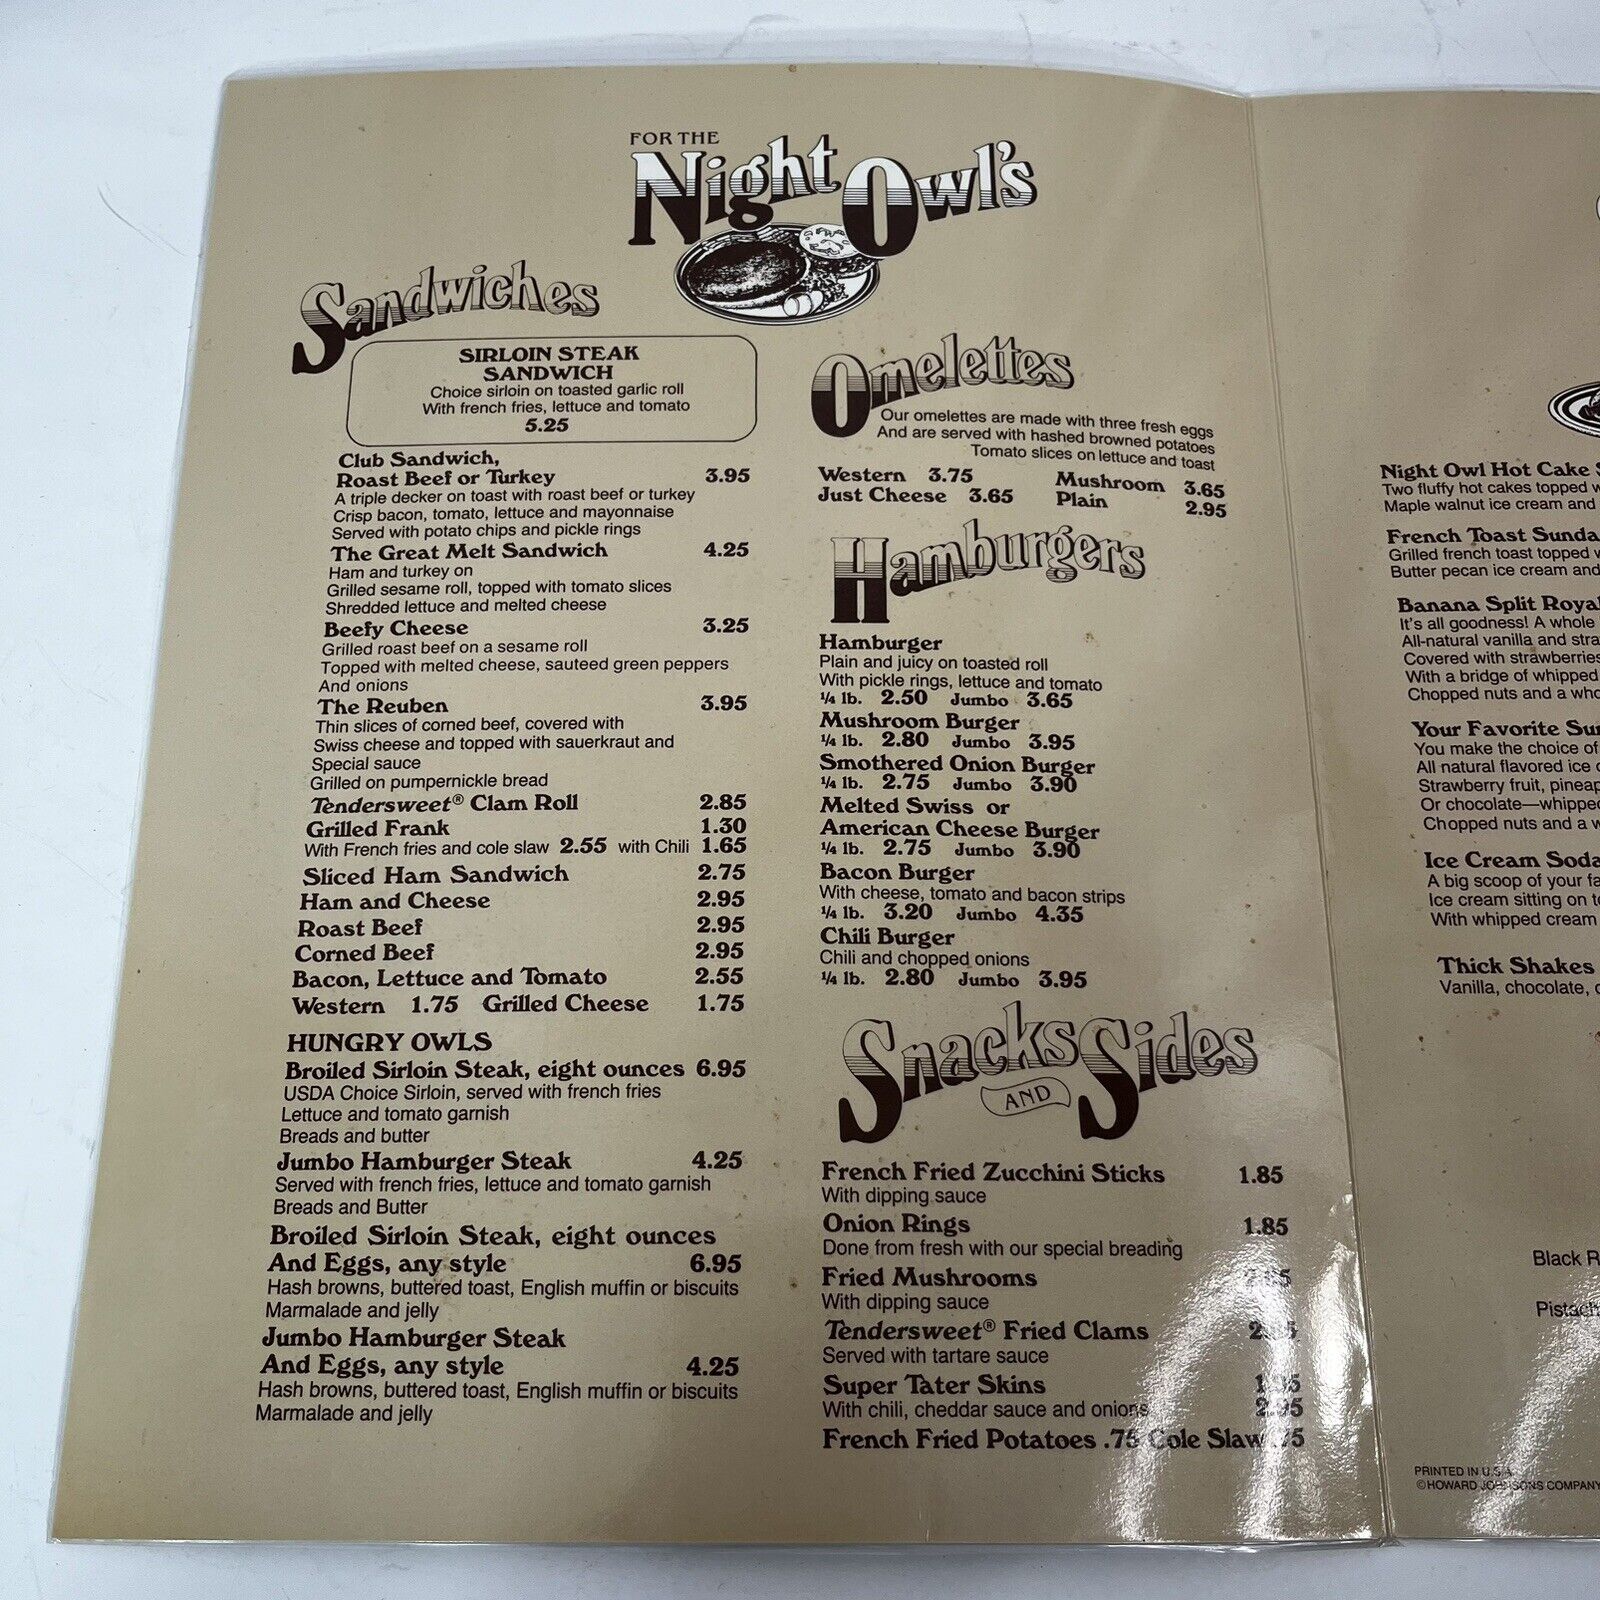 FOR THE
Night Owl's
Sandwiches
SIRLOIN STEAK
SANDWICH
Choice sirloin on toasted garlic roll
With french fries, lettuce and tomato
5.25
Club Sandwich,
Roast Beef or Turkey 3.95
A triple decker on toast with roast beef or turkey
Crisp bacon, tomato, lettuce and mayonnaise
Served with potato chips and pickle rings
The Great Melt Sandwich 4.25
Ham and turkey on
Grilled sesame roll, topped with tomato slices
Shredded lettuce and melted cheese
Beefy Cheese 3.25
Grilled roast beef on a sesame roll
Topped with melted cheese, sauteed green peppers
And onions
The Reuben 3.95
Thin slices of corned beef, covered with
Swiss cheese and topped with sauerkraut and
Special sauce
Grilled on pumpernickle bread
Tendersweet® Clam Roll 2.85
Grilled Frank 1.30
With French fries and cole slaw 2.55 with Chili 1.65
Sliced Ham Sandwich 2.75
Ham and Cheese 2.95
Roast Beef 2.95
Corned Beef 2.95
Bacon, Lettuce and Tomato 2.55
Western 1.75 Grilled Cheese 1.75
HUNGRY OWLS
Broiled Sirloin Steak, eight ounces 6.95
USDA Choice Sirloin, served with french fries
Lettuce and tomato garnish
Breads and butter
Jumbo Hamburger Steak 4.25
Served with french fries, lettuce and tomato garnish
Breads and Butter
Broiled Sirloin Steak, eight ounces
And Eggs, any style 6.95
Hash browns, buttered toast, English muffin or biscuits
Marmalade and jelly
Jumbo Hamburger Steak
And Eggs, any style 4.25
Hash browns, buttered toast, English muffin or biscuits
Marmalade and jelly
Omelettes
Our omelettes are made with three fresh eggs
And are served with hashed browned potatoes
Tomato slices on lettuce and toast
Western 3.75 Mushroom 3.65
Just Cheese 3.65 Plain 2.95
Hamburgers
Hamburger
Plain and juicy on toasted roll
With pickle rings, lettuce and tomato
¼ lb. 2.50 Jumbo 3.65
Mushroom Burger
¼ lb. 2.80 Jumbo 3.95
Smothered Onion Burger
¼ lb. 2.75 Jumbo 3.90
Melted Swiss or
American Cheese Burger
¼ lb. 2.75 Jumbo 3.90
Bacon Burger
With cheese, tomato and bacon strips
¼ lb. 3.20 Jumbo 4.35
Chili Burger
Chili and chopped onions
¼ lb. 2.80 Jumbo 3.95
Snacks AND Sides
French Fried Zucchini Sticks 1.85
With dipping sauce
Onion Rings 1.85
Done from fresh with our special breading
Fried Mushrooms
With dipping sauce
Tendersweet® Fried Clams
Served with tartare sauce
Super Tater Skins
With chili, cheddar sauce and onions 2.95
French Fried Potatoes .75 Cole Slaw .75
Night Owl Hot Cake
Two fluffy hot cakes topped
Maple walnut ice cream and
French Toast
Grilled french toast topped
Butter pecan ice cream and
Banana Split
It's all goodness! A whole
All-natural vanilla and
Covered with strawberries
With a bridge of whipped
Chopped nuts and a
Your Favorite
You make the choice of
All natural flavored ice
Strawberry fruit,
Or chocolate—whipped
Chopped nuts and a
Ice Cream
A big scoop of your
Ice cream sitting on
With whipped cream
Thick Shakes
Vanilla, chocolate,
Black
PRINTED IN U.S.A.
©HOWARD JOHNSONS COMPANY